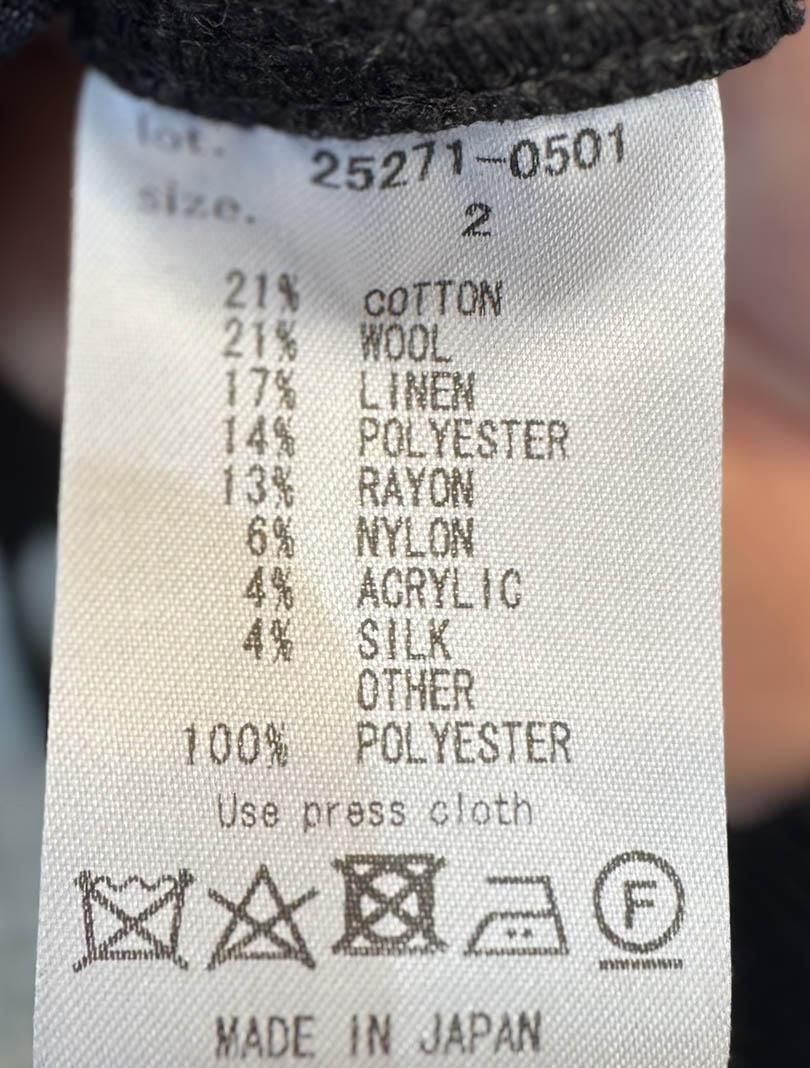 lot. 25271-0501
size. 2
21% COTTON
21% WOOL
17% LINEN
14% POLYESTER
13% RAYON
6% NYLON
4% ACRYLIC
4% SILK
OTHER
100% POLYESTER
Use press cloth
F
MADE IN JAPAN